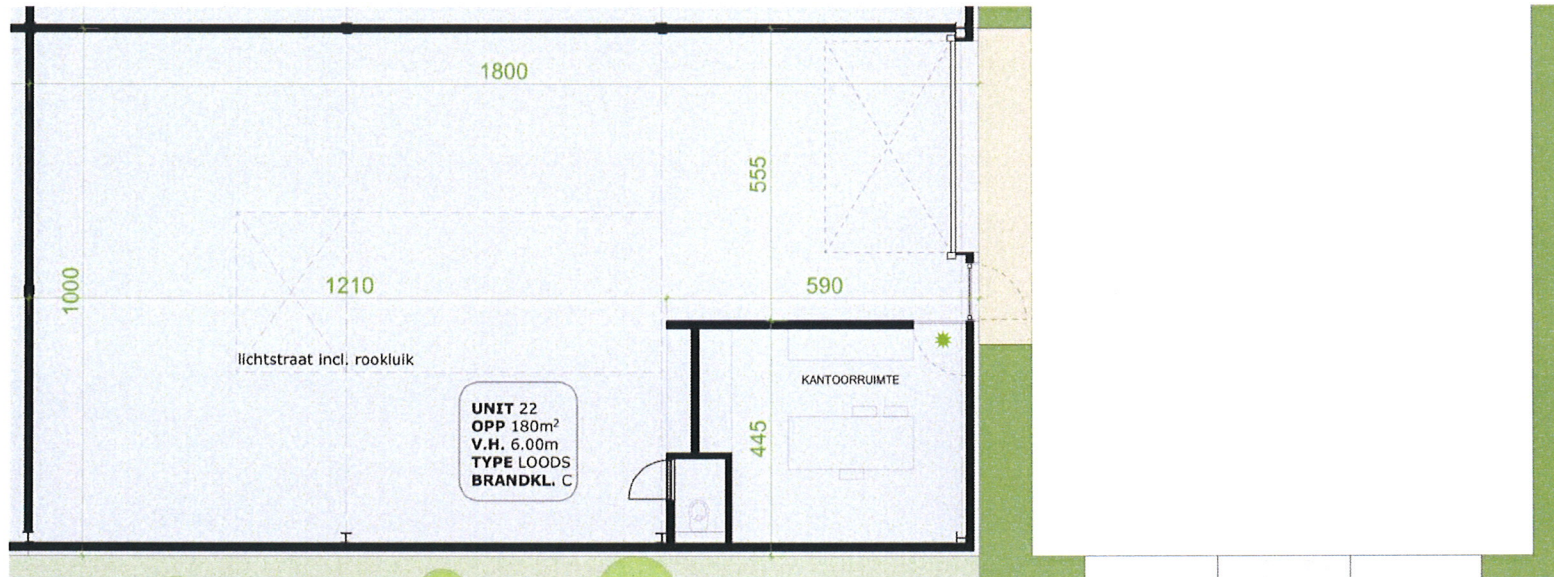 1800
555
1000
1210
590
lichtstraat incl. rookluik
KANTOORRUIMTE
UNIT 22
OPP 180m²
V.H. 6.00m
TYPE LOODS
BRANDKL. C
445